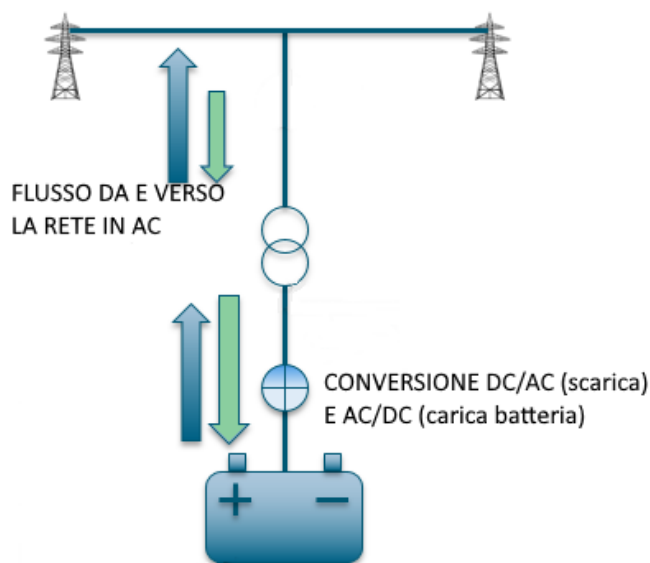 FLUSSO DA E VERSO
LA RETE IN AC
CONVERSIONE DC/AC (scarica)
E AC/DC (carica batteria)
+ −